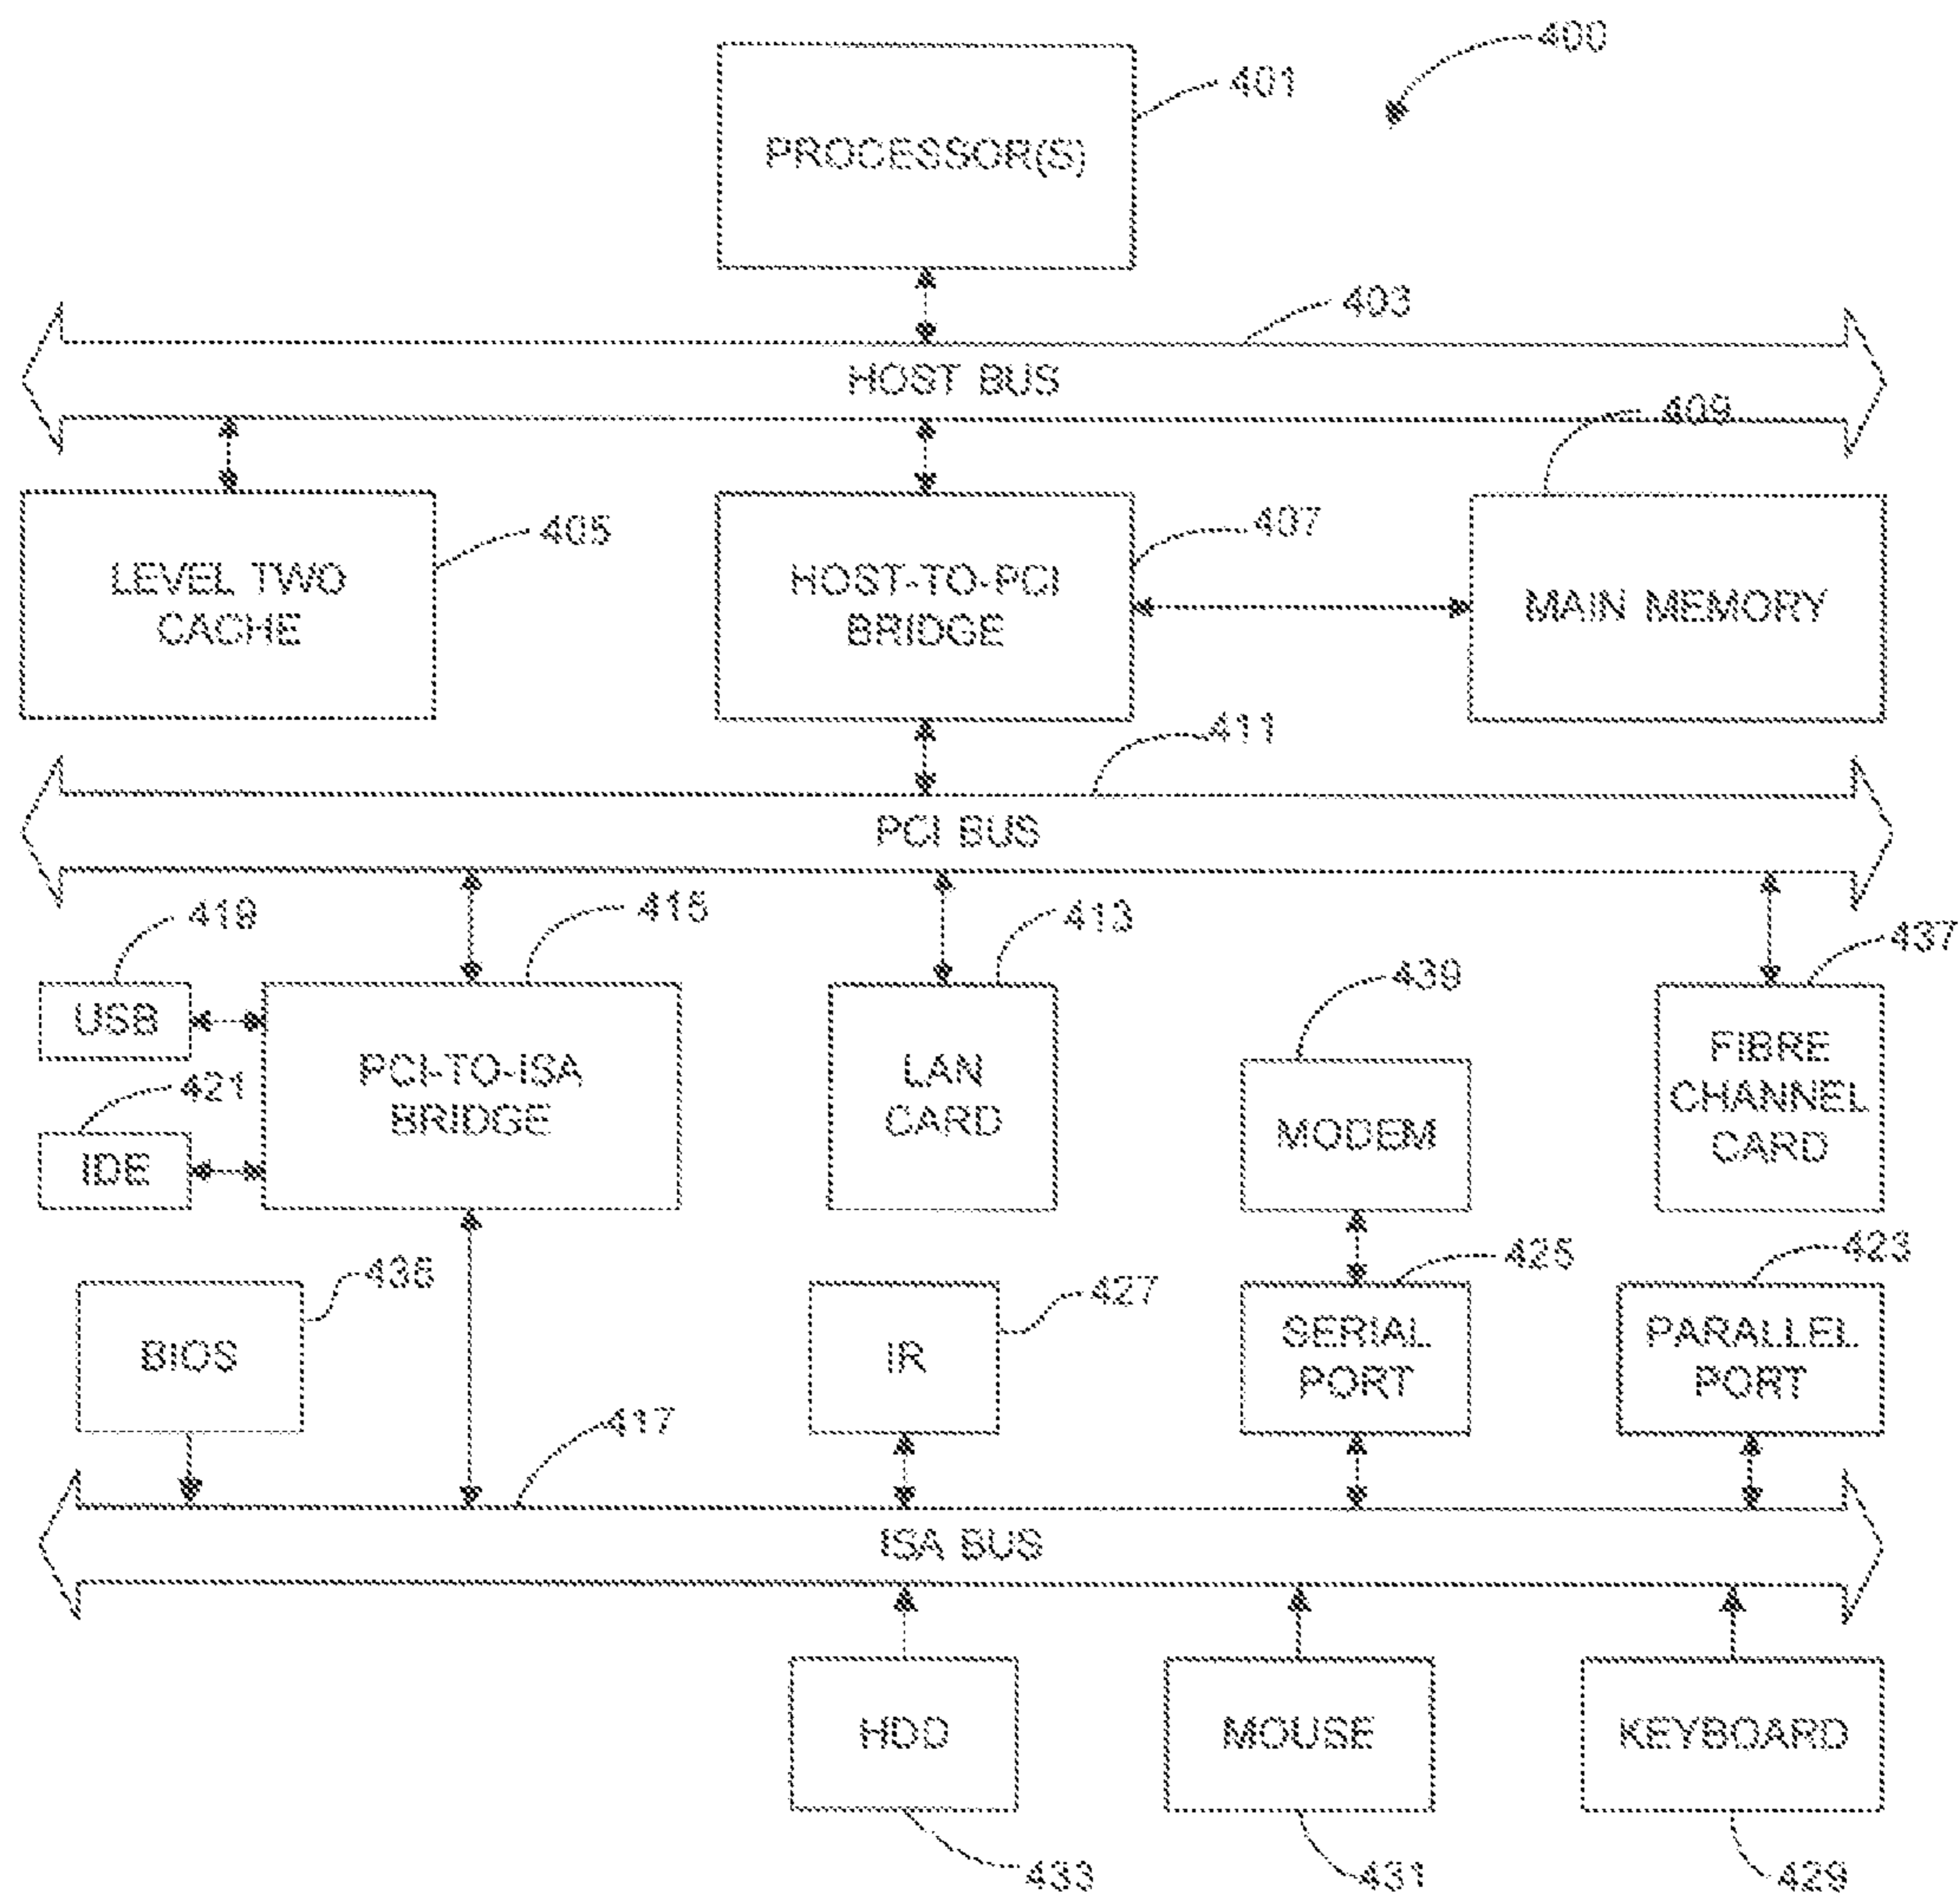 400
401
PROCESSOR(S)
403
HOST BUS
409
405
407
LEVEL TWO
CACHE
HOST-TO-PCI
BRIDGE
MAIN MEMORY
411
PCI BUS
419
415
413
437
USB
PCI-TO-ISA
BRIDGE
LAN
CARD
439
MODEM
FIBRE
CHANNEL
CARD
421
IDE
435
BIOS
427
IR
425
SERIAL
PORT
423
PARALLEL
PORT
417
ISA BUS
HDD
MOUSE
KEYBOARD
433
431
429